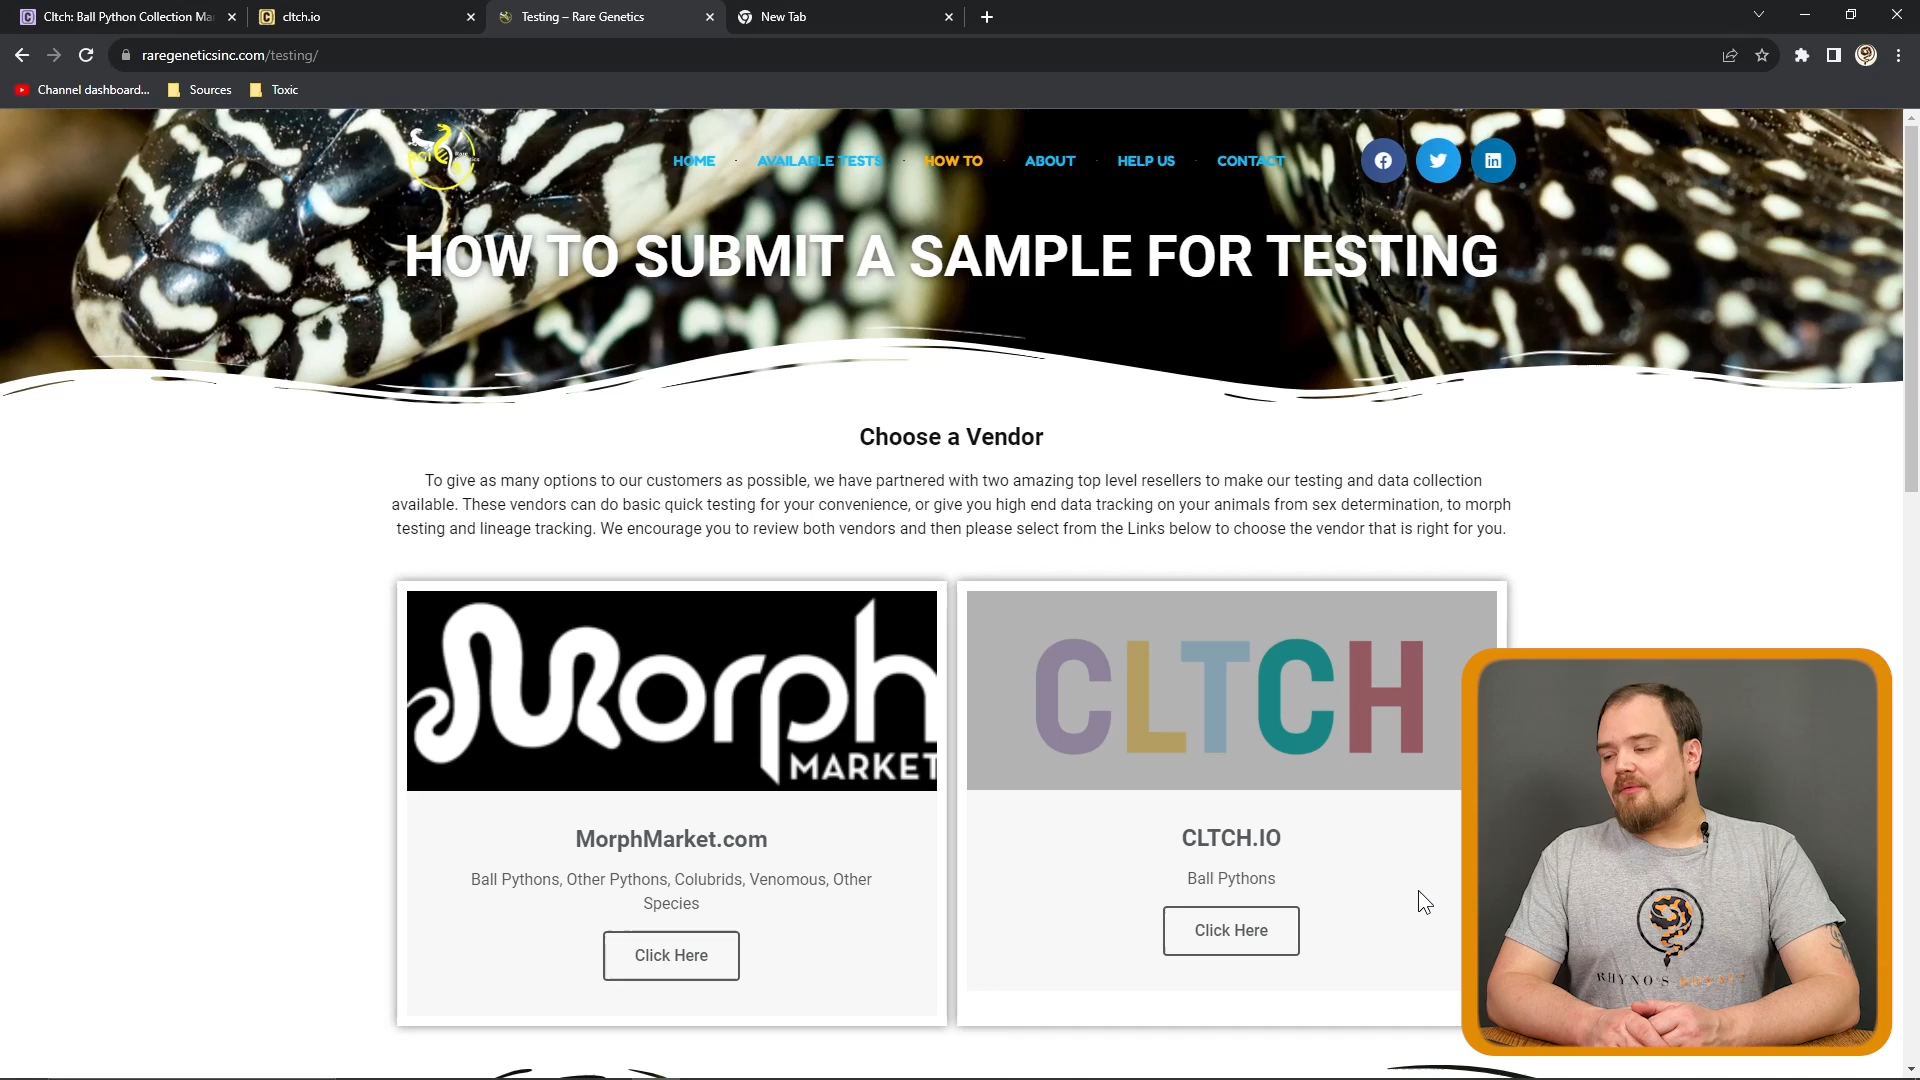 Cltch: Ball Python Collection Ma
cltch.io
Testing – Rare Genetics
New Tab
raregeneticsinc.com/testing/
Channel dashboard...
Sources
Toxic
HOME
AVAILABLE TESTS
HOW TO
ABOUT
HELP US
CONTACT
HOW TO SUBMIT A SAMPLE FOR TESTING
Choose a Vendor
To give as many options to our customers as possible, we have partnered with two amazing top level resellers to make our testing and data collection
available. These vendors can do basic quick testing for your convenience, or give you high end data tracking on your animals from sex determination, to morph
testing and lineage tracking. We encourage you to review both vendors and then please select from the Links below to choose the vendor that is right for you.
Morph
MARKET
CLTCH
MorphMarket.com
Ball Pythons, Other Pythons, Colubrids, Venomous, Other
Species
Click Here
CLTCH.IO
Ball Pythons
Click Here
RHYNO'S